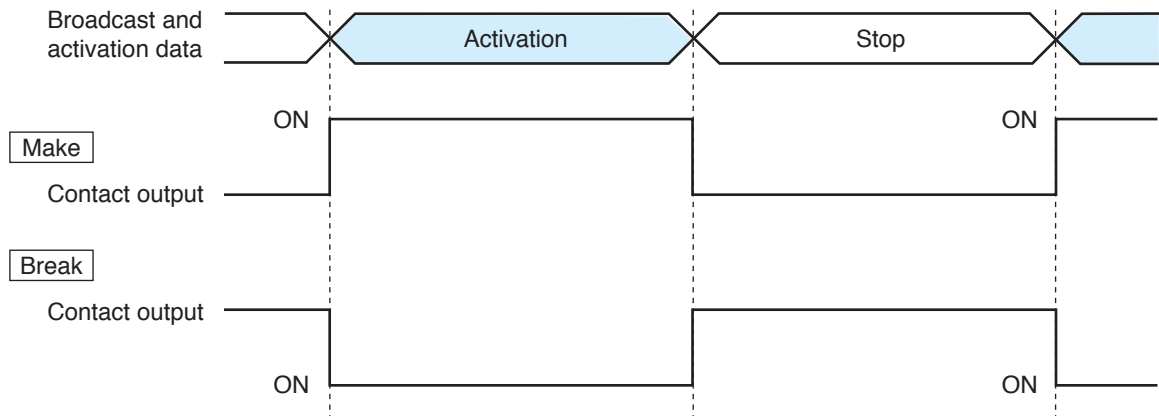 Broadcast and
activation data
Activation
Stop
ON
ON
Make
Contact output
Break
Contact output
ON
ON